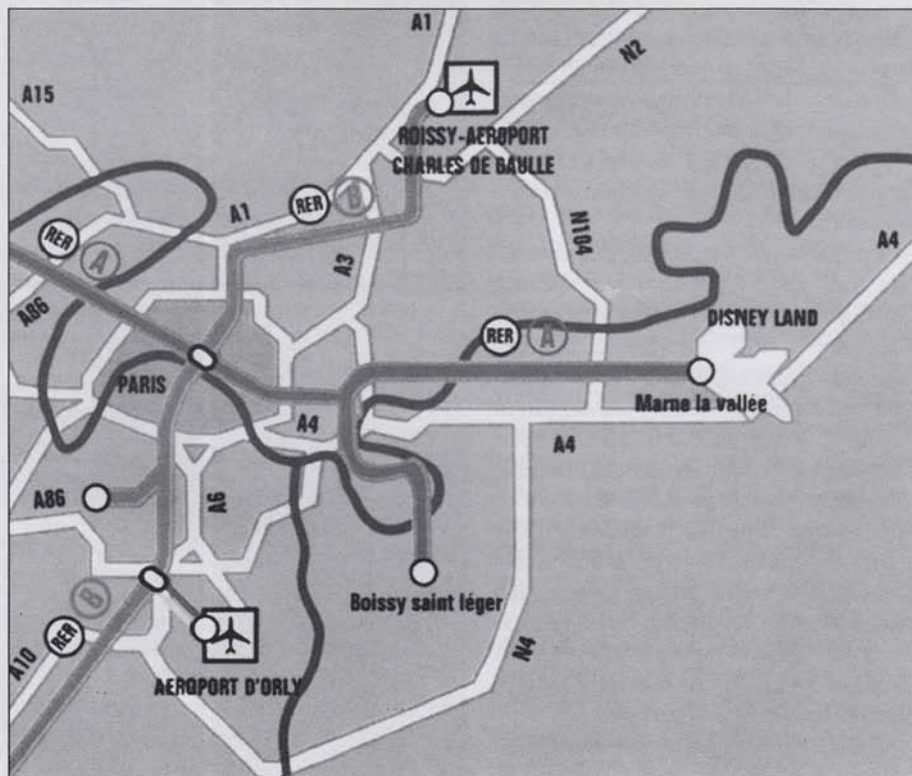 A1
N2
A15
ROISSY-AEROPORT
CHARLES DE GAULLE
RER B
A1
RER A
A3
N104
A4
A86
DISNEY LAND
RER A
PARIS
Marne la vallée
A4
A4
A86
A6
Boissy saint léger
B
RER
A10
N4
AEROPORT D'ORLY